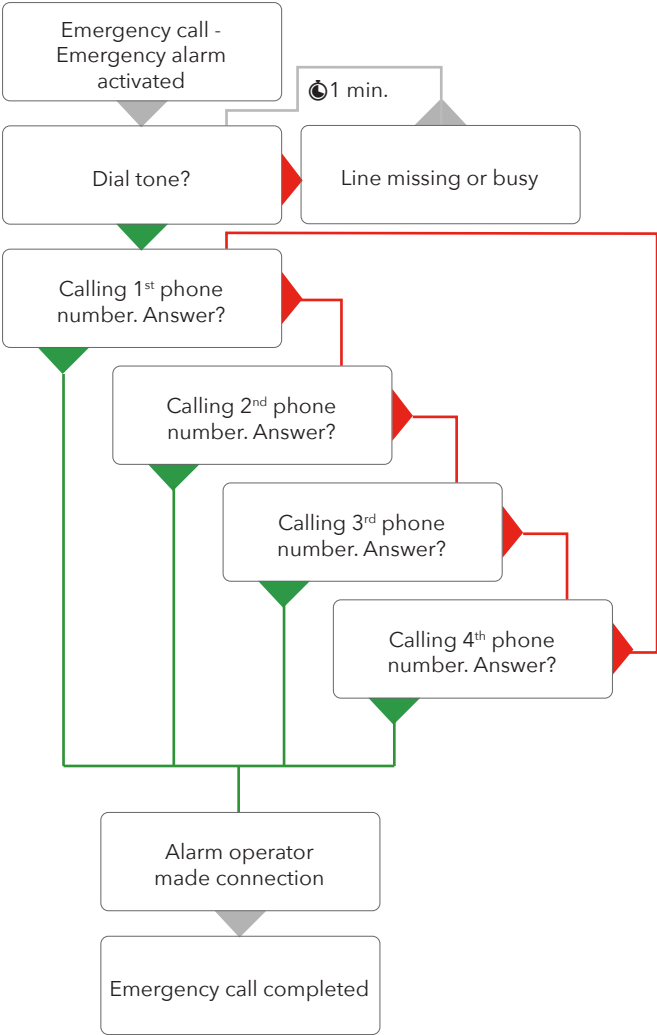 Emergency call -
Emergency alarm
activated
1 min.
Dial tone?
Line missing or busy
Calling 1st phone
number. Answer?
Calling 2nd phone
number. Answer?
Calling 3rd phone
number. Answer?
Calling 4th phone
number. Answer?
Alarm operator
made connection
Emergency call completed